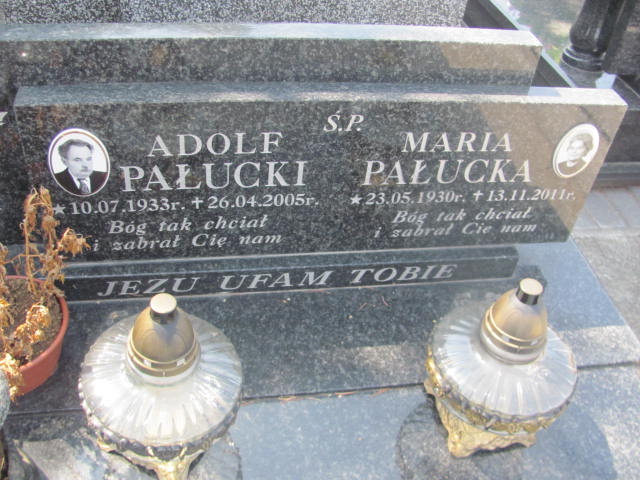 Ś.P.
ADOLF
PAŁUCKI
★10.07.1933r. ✝26.04.2005r.
Bóg tak chciał
i zabrał Cię nam
MARIA
PAŁUCKA
★23.05.1930r. ✝13.11.2011r.
Bóg tak chciał
i zabrał Cię nam
JEZU UFAM TOBIE